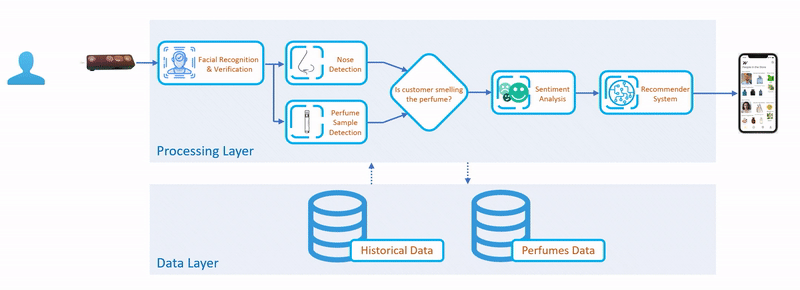 Facial Recognition
& Verification
Nose
Detection
Perfume
Sample
Detection
Is customer smelling
the perfume?
Sentiment
Analysis
Recommender
System
Processing Layer
Historical Data
Perfumes Data
Data Layer